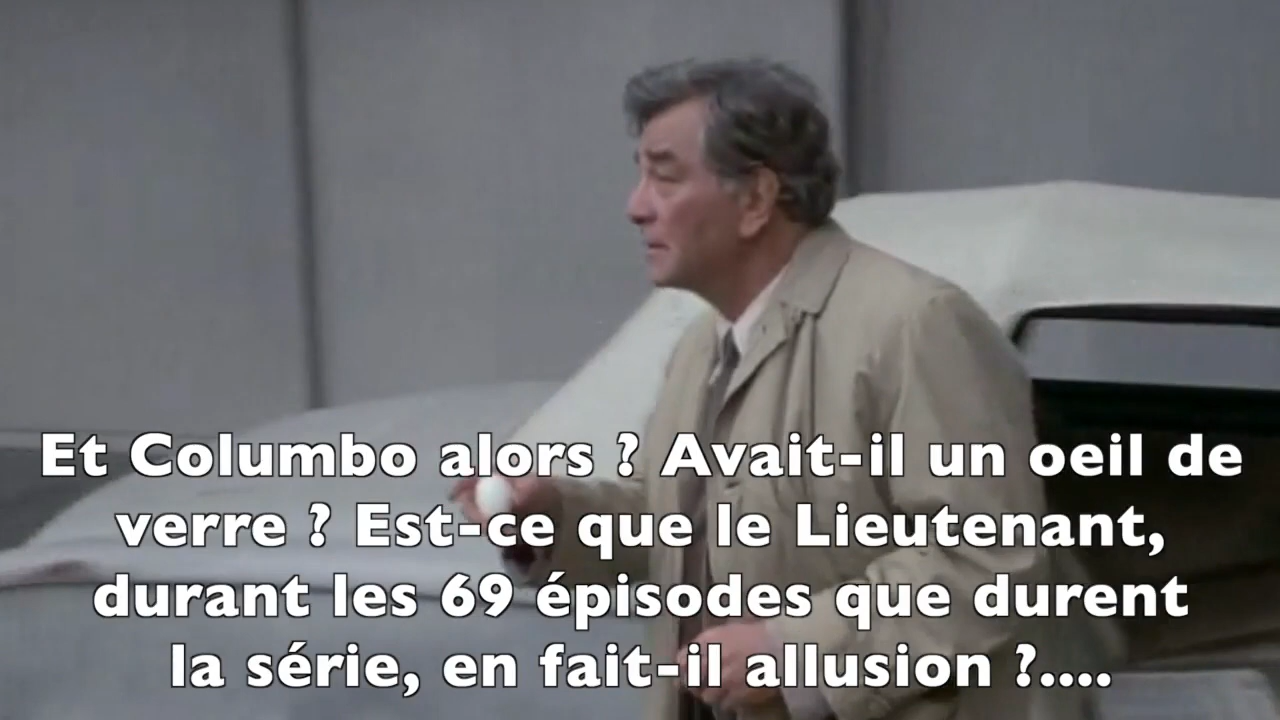 Et Columbo alors ? Avait-il un oeil de
verre ? Est-ce que le Lieutenant,
durant les 69 épisodes que durent
la série, en fait-il allusion ?....